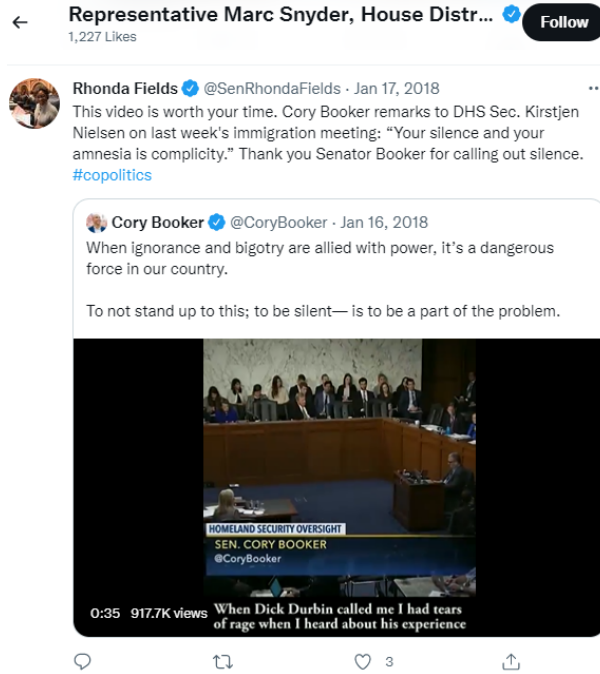 Representative Marc Snyder, House Distr...
Follow
1,227 Likes
Rhonda Fields @SenRhondaFields · Jan 17, 2018
This video is worth your time. Cory Booker remarks to DHS Sec. Kirstjen
Nielsen on last week's immigration meeting: “Your silence and your
amnesia is complicity.” Thank you Senator Booker for calling out silence.
#copolitics
Cory Booker @CoryBooker · Jan 16, 2018
When ignorance and bigotry are allied with power, it’s a dangerous
force in our country.
To not stand up to this; to be silent— is to be a part of the problem.
HOMELAND SECURITY OVERSIGHT
SEN. CORY BOOKER
@CoryBooker
0:35 917.7K views
When Dick Durbin called me I had tears
of rage when I heard about his experience
3